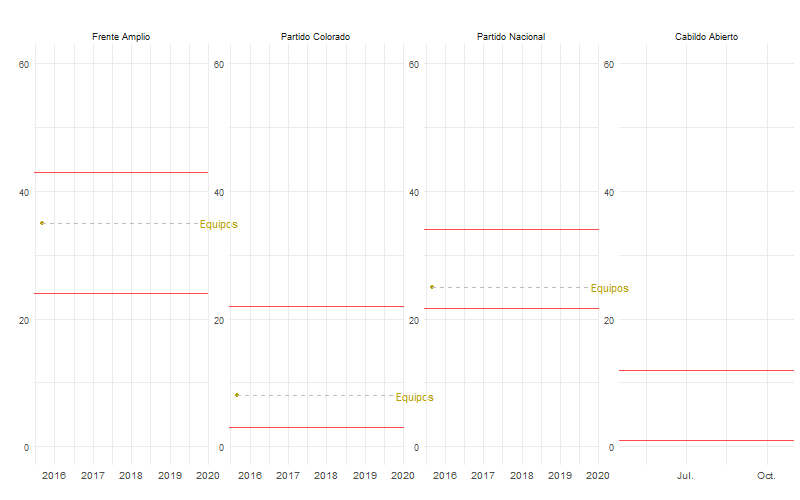 Frente Amplio Partido Colorado Partido Nacional Cabildo Abierto
60 60 60 60
40 40 40 40
Equipos
Equipos
20 20 20 20
Equipos
0 0 0 0
2016 2017 2018 2019 2020 2016 2017 2018 2019 2020 2016 2017 2018 2019 2020 Jul. Oct.